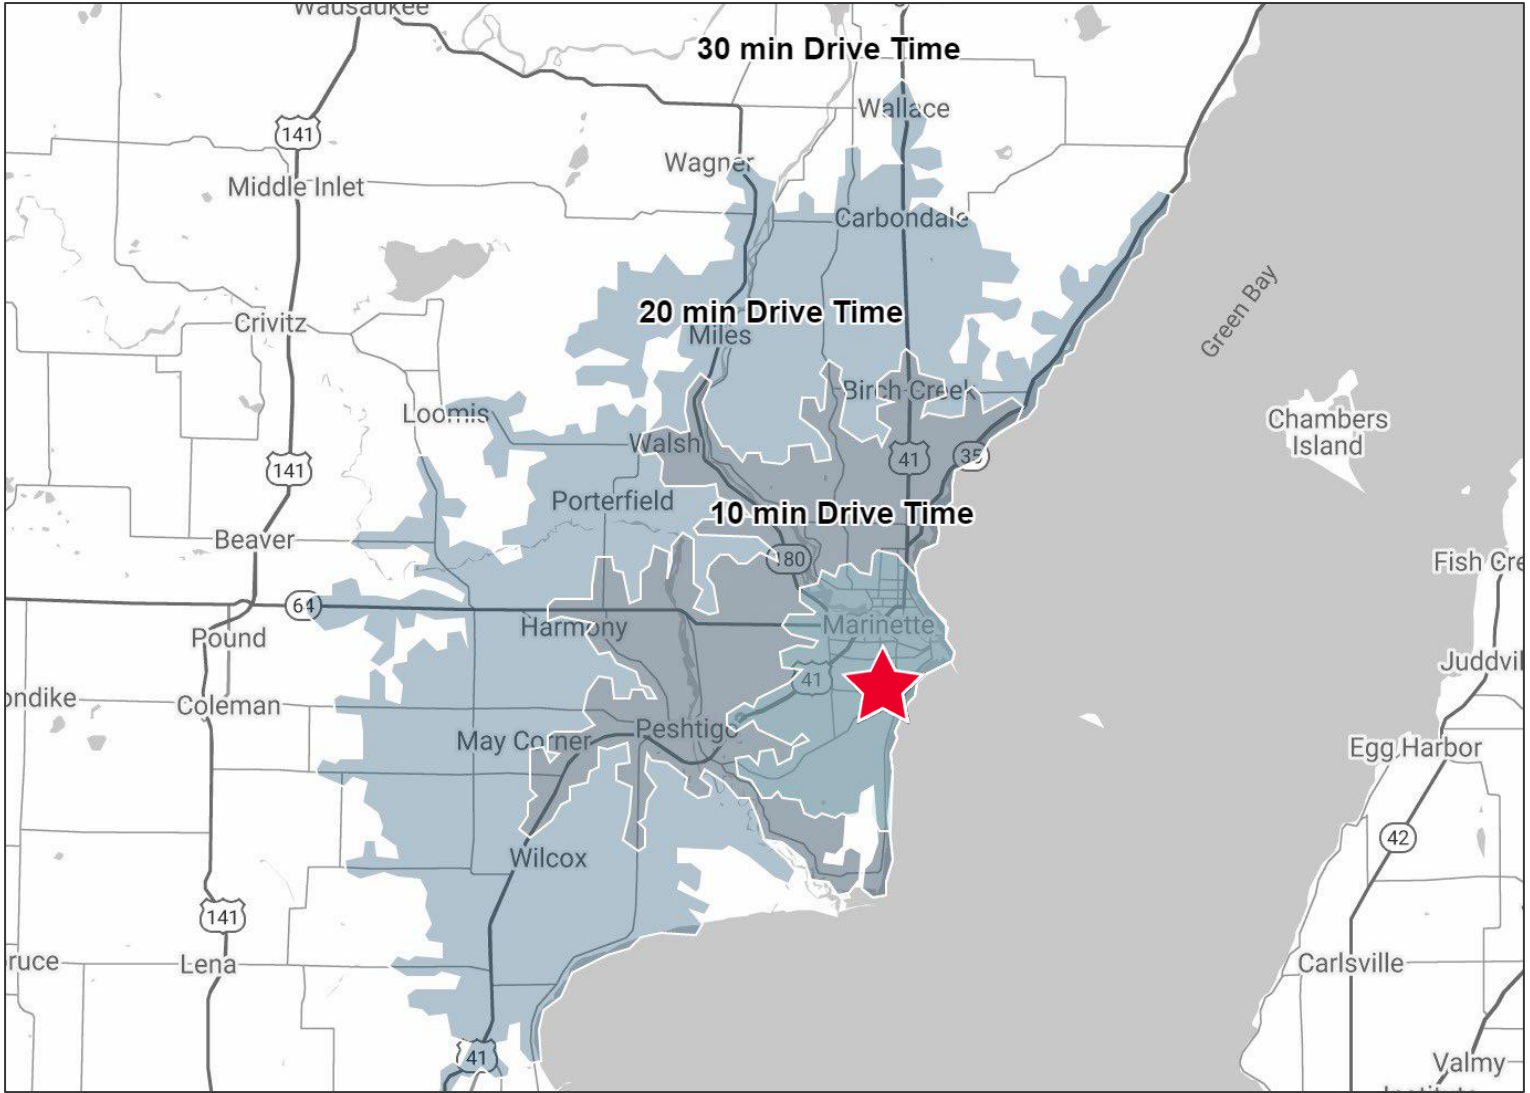 Wausaukee
30 min Drive Time
Wallace
141
Wagner
Middle Inlet
Carbondale
Green Bay
20 min Drive Time
Crivitz
Miles
Birch Creek
Loomis
Chambers
Island
Walsh
41
35
141
Porterfield
10 min Drive Time
Beaver
180
Fish Cre
64
Harmony
Marinette
Pound
Juddvil
41
ondike
Coleman
Peshtigo
May Corner
Egg Harbor
42
Wilcox
141
ruce
Lena
Carlsville
41
Valmy